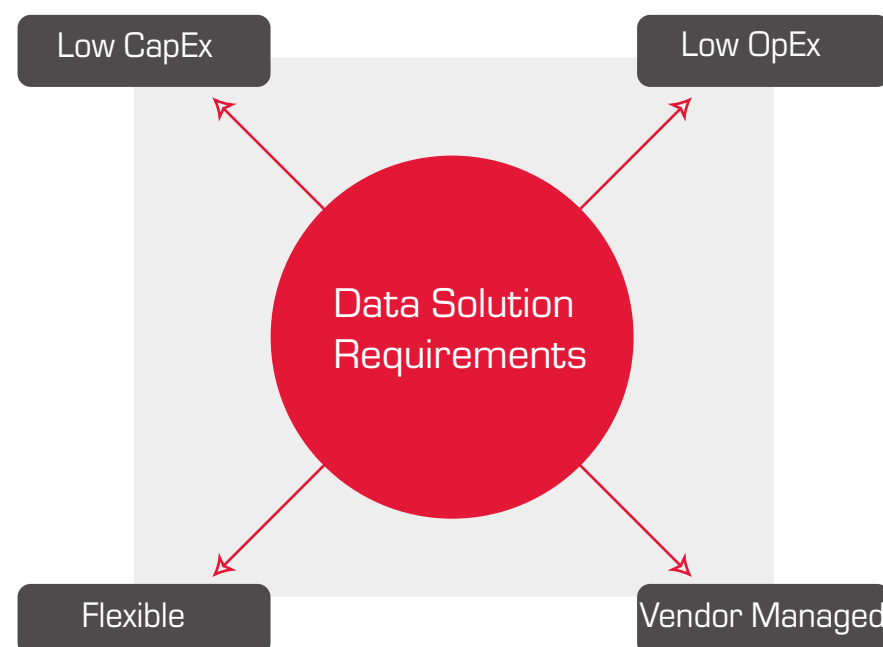 Low CapEx
Low OpEx
Data Solution
Requirements
Flexible
Vendor Managed